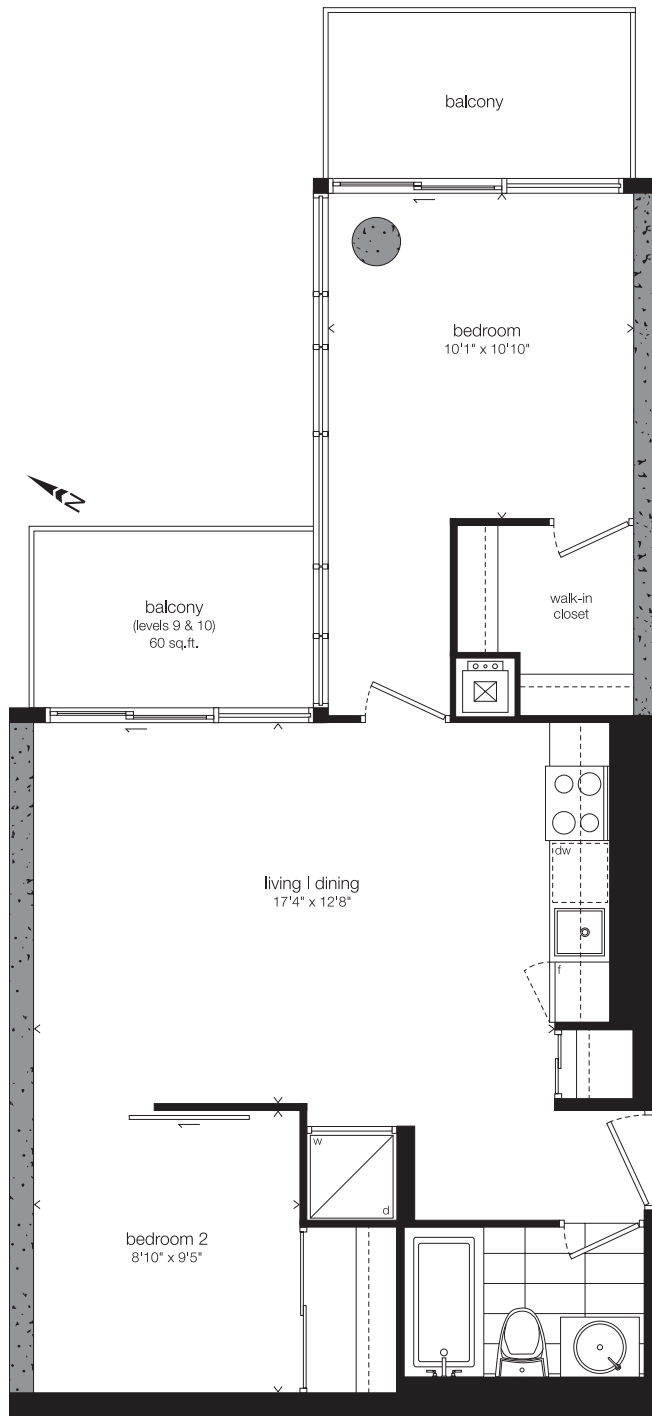 balcony
bedroom
10'1" x 10'10"
N
balcony
(levels 9 & 10)
60 sq.ft.
walk-in
closet
dw
living | dining
17'4" x 12'8"
f
w
d
bedroom 2
8'10" x 9'5"